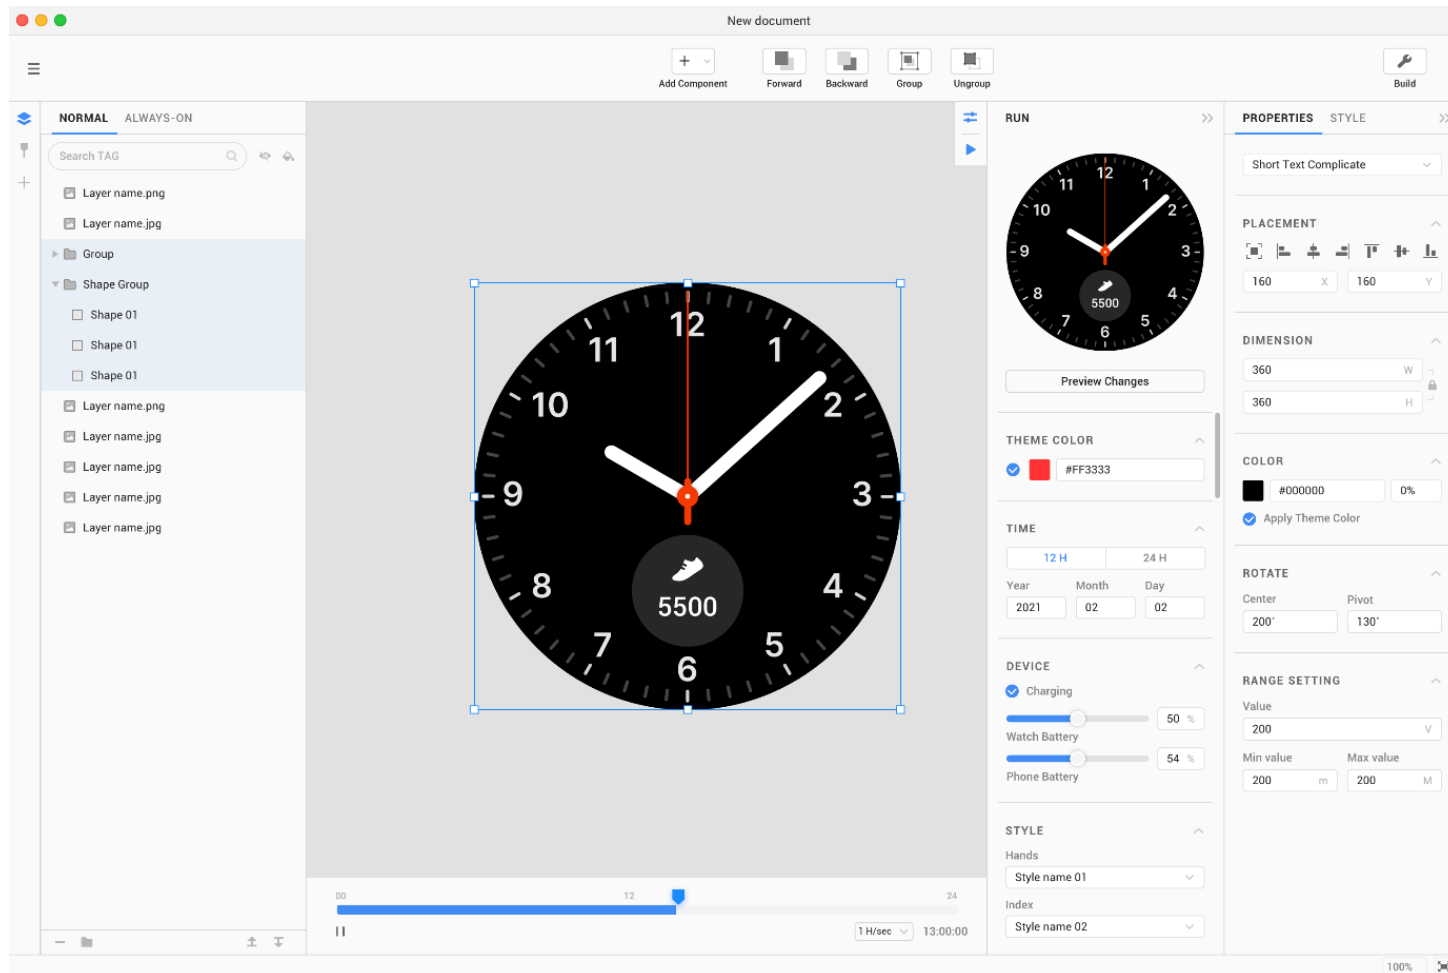 New document
Add Component
Forward
Backward
Group
Ungroup
Build
NORMAL ALWAYS-ON
Search TAG
Layer name.png
Layer name.jpg
Group
Shape Group
Shape 01
Shape 01
Shape 01
Layer name.png
Layer name.jpg
Layer name.jpg
Layer name.jpg
Layer name.jpg
12
1
2
3
4
5
6
7
8
9
10
11
5500
00 12 24
1 H/sec 13:00:00
RUN
12
1
2
3
4
5
6
7
8
9
10
11
5500
Preview Changes
THEME COLOR
#FF3333
TIME
12 H 24 H
Year Month Day
2021 02 02
DEVICE
Charging
50 %
Watch Battery
54 %
Phone Battery
STYLE
Hands
Style name 01
Index
Style name 02
PROPERTIES STYLE
Short Text Complicate
PLACEMENT
160 X 160 Y
DIMENSION
360 W
360 H
COLOR
#000000 0%
Apply Theme Color
ROTATE
Center Pivot
200° 130°
RANGE SETTING
Value
200 V
Min value Max value
200 m 200 M
100%